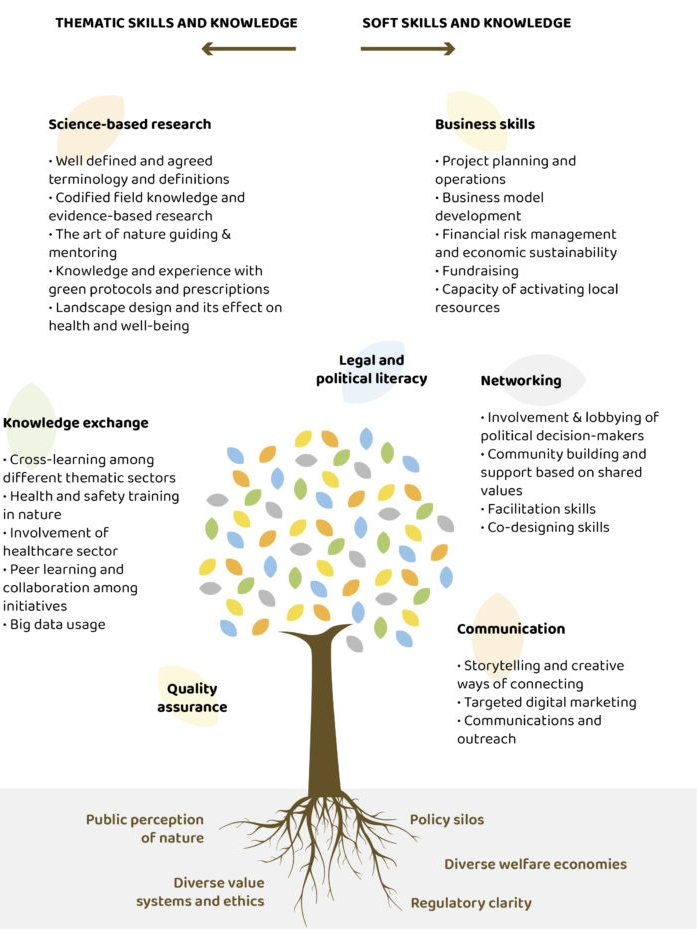 THEMATIC SKILLS AND KNOWLEDGE
SOFT SKILLS AND KNOWLEDGE
Science-based research
• Well defined and agreed
terminology and definitions
• Codified field knowledge and
evidence-based research
• The art of nature guiding &
mentoring
• Knowledge and experience with
green protocols and prescriptions
• Landscape design and its effect on
health and well-being
Business skills
• Project planning and
operations
• Business model
development
• Financial risk management
and economic sustainability
• Fundraising
• Capacity of activating local
resources
Legal and
political literacy
Networking
• Involvement & lobbying of
political decision-makers
• Community building and
support based on shared
values
• Facilitation skills
• Co-designing skills
Knowledge exchange
• Cross-learning among
different thematic sectors
• Health and safety training
in nature
• Involvement of
healthcare sector
• Peer learning and
collaboration among
initiatives
• Big data usage
Communication
• Storytelling and creative
ways of connecting
• Targeted digital marketing
• Communications and
outreach
Quality
assurance
Public perception
of nature
Policy silos
Diverse welfare economies
Diverse value
systems and ethics
Regulatory clarity